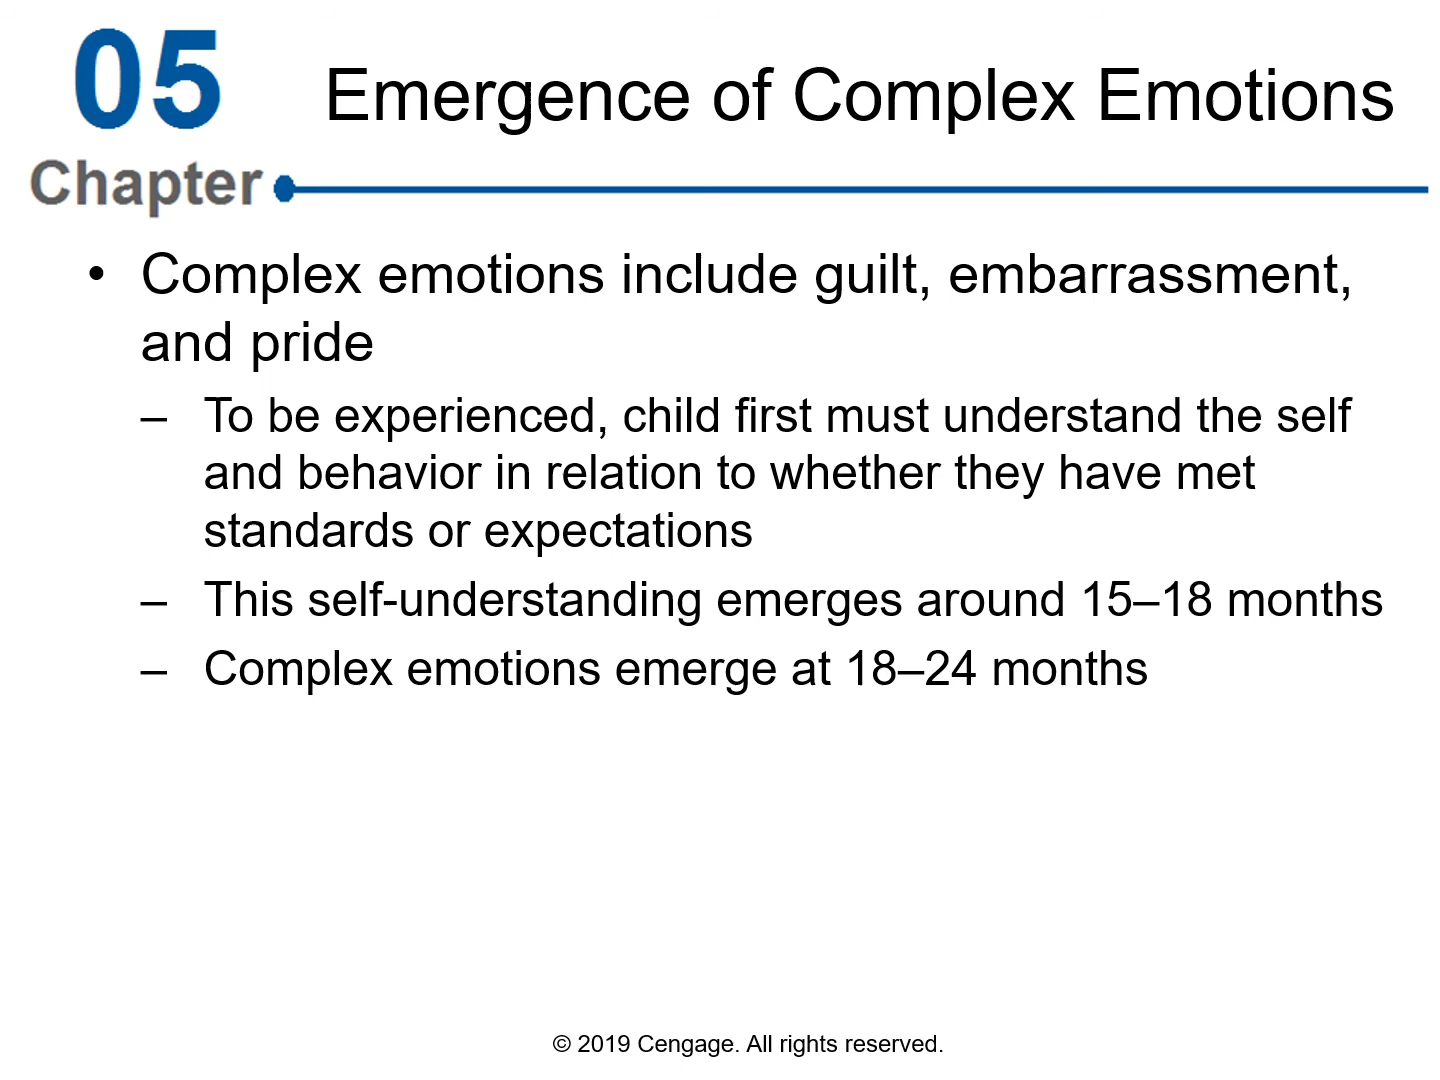 05
Chapter
Emergence of Complex Emotions
• Complex emotions include guilt, embarrassment,
and pride
– To be experienced, child first must understand the self
and behavior in relation to whether they have met
standards or expectations
– This self-understanding emerges around 15–18 months
– Complex emotions emerge at 18–24 months
© 2019 Cengage. All rights reserved.